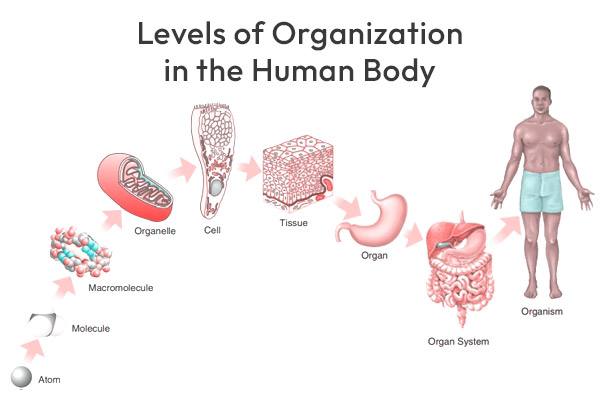 Levels of Organization
in the Human Body
Organelle
Cell
Tissue
Organ
Macromolecule
Organism
Molecule
Organ System
Atom